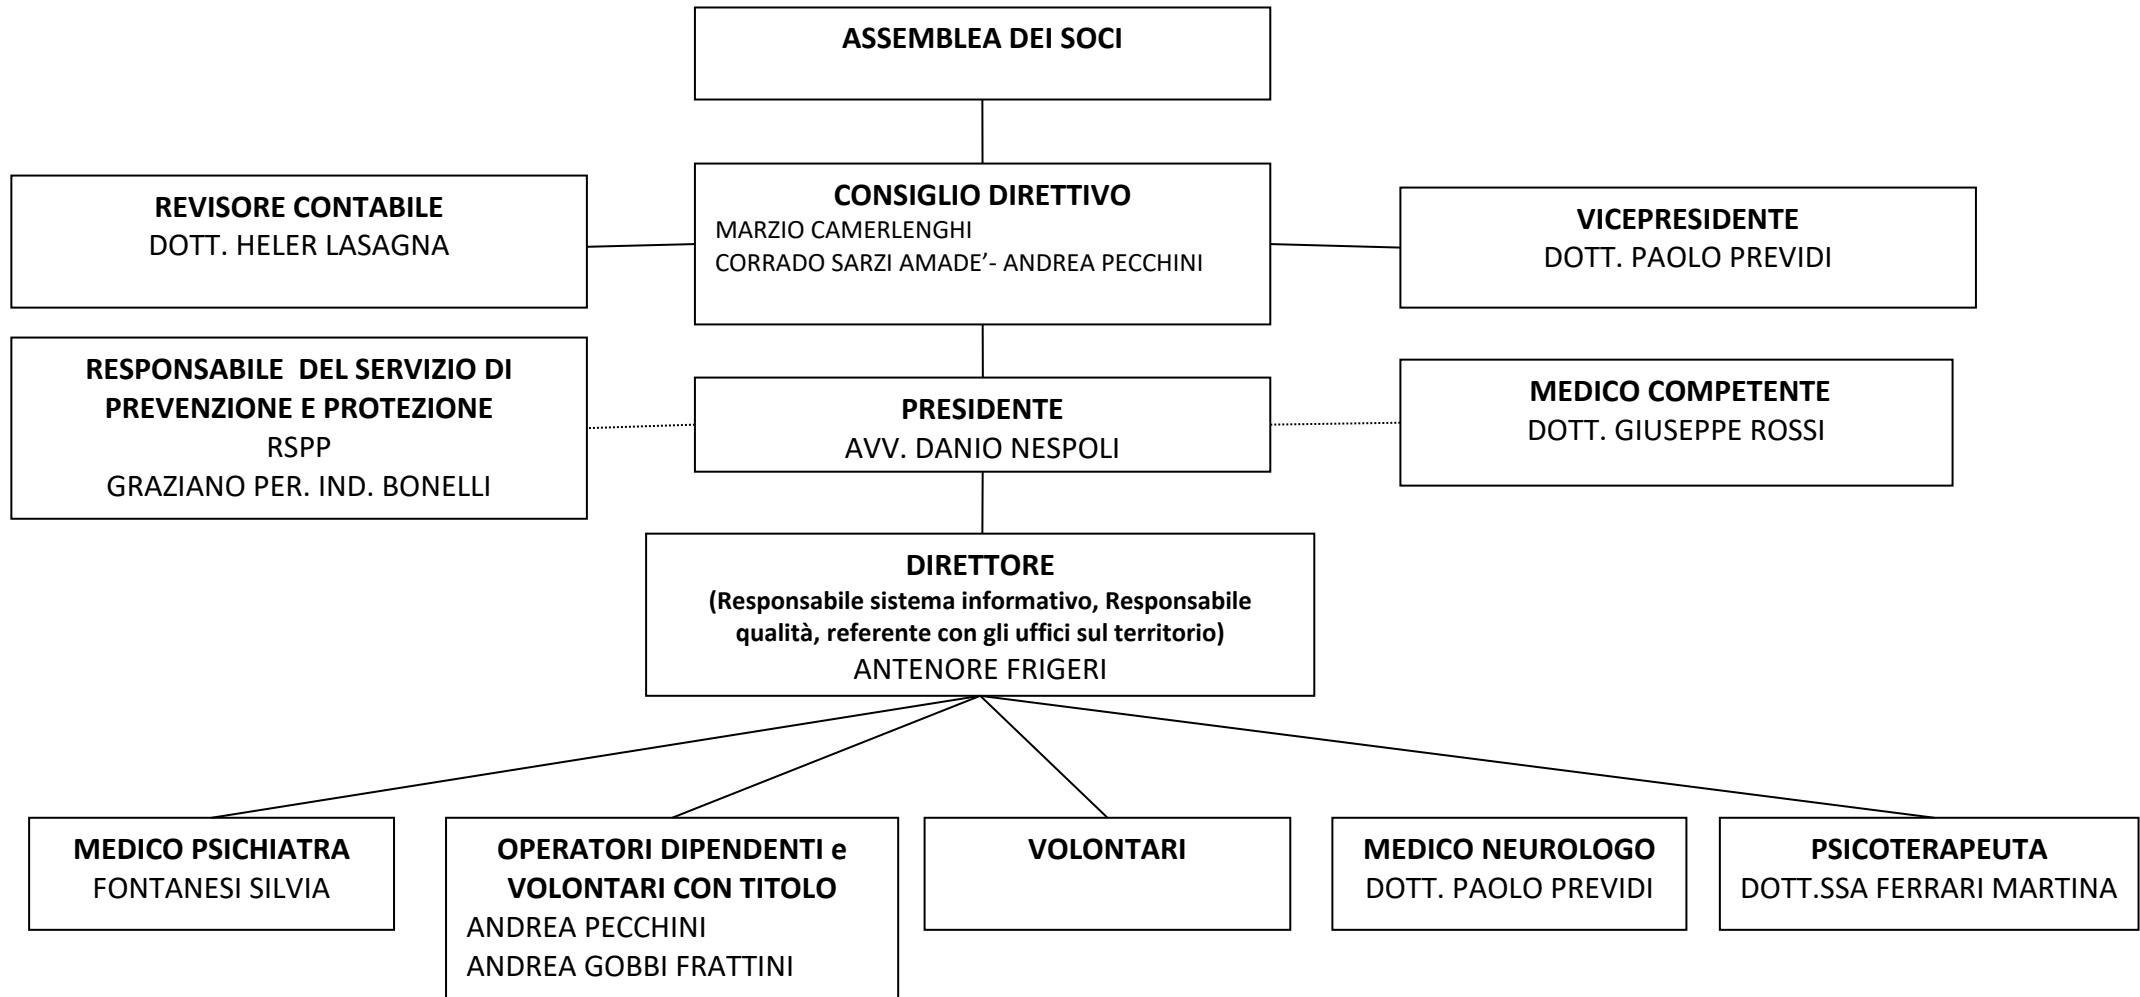 ASSEMBLEA DEI SOCI
REVISORE CONTABILE
DOTT. HELER LASAGNA
CONSIGLIO DIRETTIVO
MARZIO CAMERLENGHI
CORRADO SARZI AMADE’- ANDREA PECCHINI
VICEPRESIDENTE
DOTT. PAOLO PREVIDI
RESPONSABILE  DEL SERVIZIO DI
PREVENZIONE E PROTEZIONE
RSPP
GRAZIANO PER. IND. BONELLI
PRESIDENTE
AVV. DANIO NESPOLI
MEDICO COMPETENTE
DOTT. GIUSEPPE ROSSI
DIRETTORE
(Responsabile sistema informativo, Responsabile
qualità, referente con gli uffici sul territorio)
ANTENORE FRIGERI
MEDICO PSICHIATRA
FONTANESI SILVIA
OPERATORI DIPENDENTI e
VOLONTARI CON TITOLO
ANDREA PECCHINI
ANDREA GOBBI FRATTINI
VOLONTARI
MEDICO NEUROLOGO
DOTT. PAOLO PREVIDI
PSICOTERAPEUTA
DOTT.SSA FERRARI MARTINA